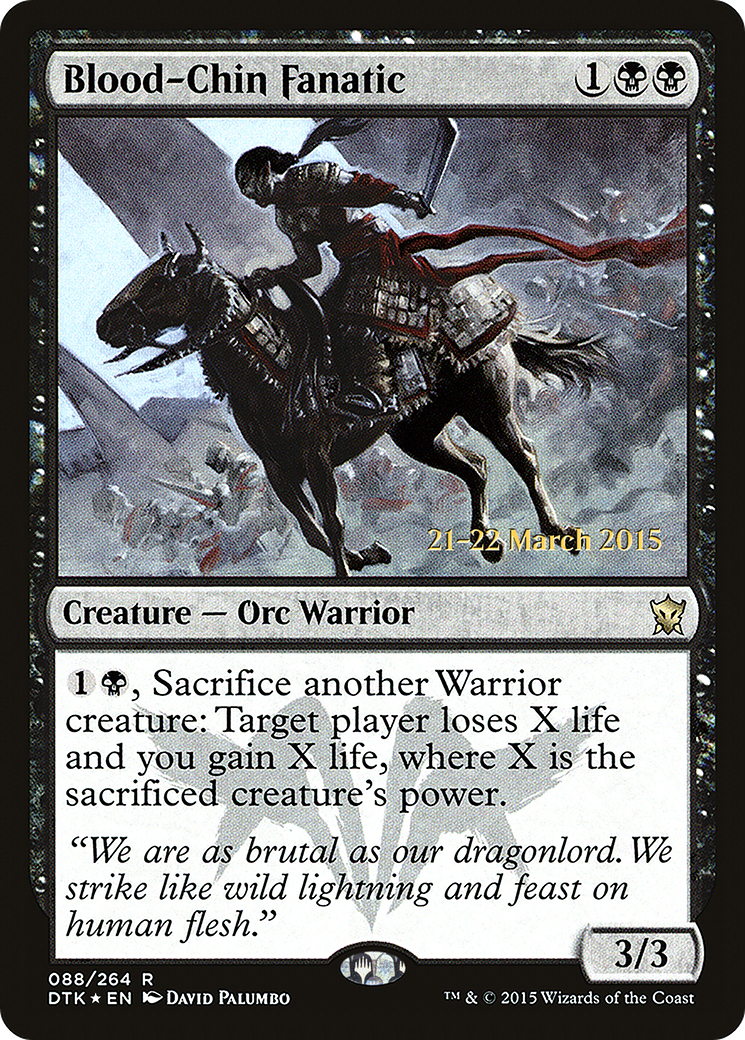 Blood-Chin Fanatic 1
21–22 March 2015
Creature — Orc Warrior
1 , Sacrifice another Warrior
creature: Target player loses X life
and you gain X life, where X is the
sacrificed creature's power.
“We are as brutal as our dragonlord. We
strike like wild lightning and feast on
human flesh.”
3/3
088/264 R
DTK ★ EN David Palumbo
™ & © 2015 Wizards of the Coast